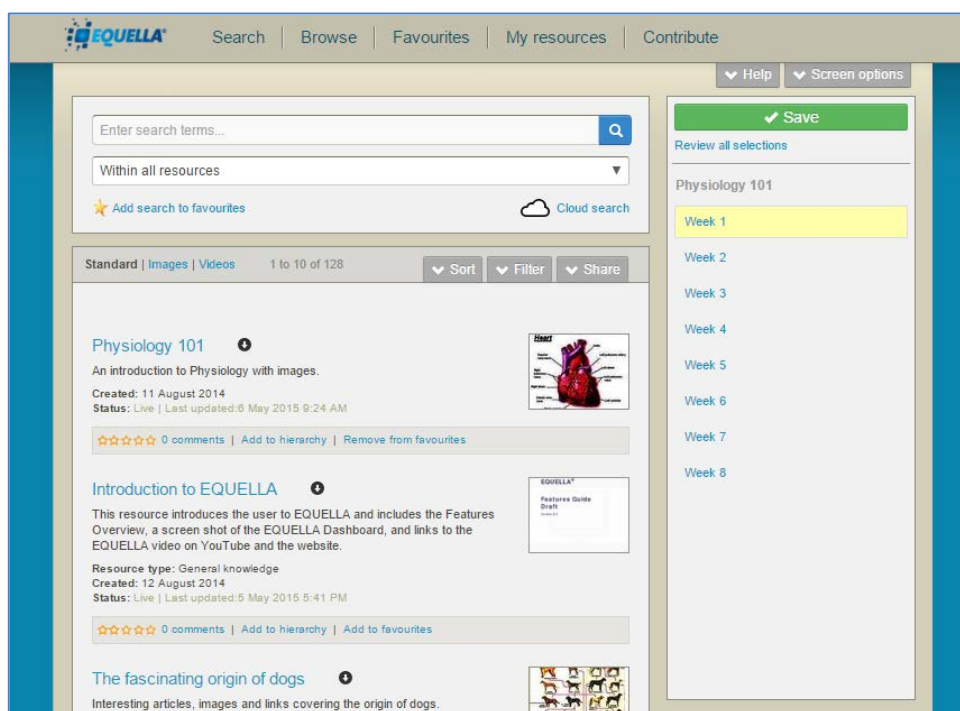 EQUELLA®
Search
Browse
Favourites
My resources
Contribute
Help
Screen options
Enter search terms...
Within all resources
Add search to favourites
Cloud search
Standard | Images | Videos
1 to 10 of 128
Sort
Filter
Share
Physiology 101
An introduction to Physiology with images.
Created: 11 August 2014
Status: Live | Last updated:6 May 2015 9:24 AM
0 comments | Add to hierarchy | Remove from favourites
Heart
Introduction to EQUELLA
This resource introduces the user to EQUELLA and includes the Features
Overview, a screen shot of the EQUELLA Dashboard, and links to the
EQUELLA video on YouTube and the website.
Resource type: General knowledge
Created: 12 August 2014
Status: Live | Last updated:5 May 2015 5:41 PM
0 comments | Add to hierarchy | Add to favourites
EQUELLA®
Features Guide
Draft
The fascinating origin of dogs
Interesting articles, images and links covering the origin of dogs.
Save
Review all selections
Physiology 101
Week 1
Week 2
Week 3
Week 4
Week 5
Week 6
Week 7
Week 8